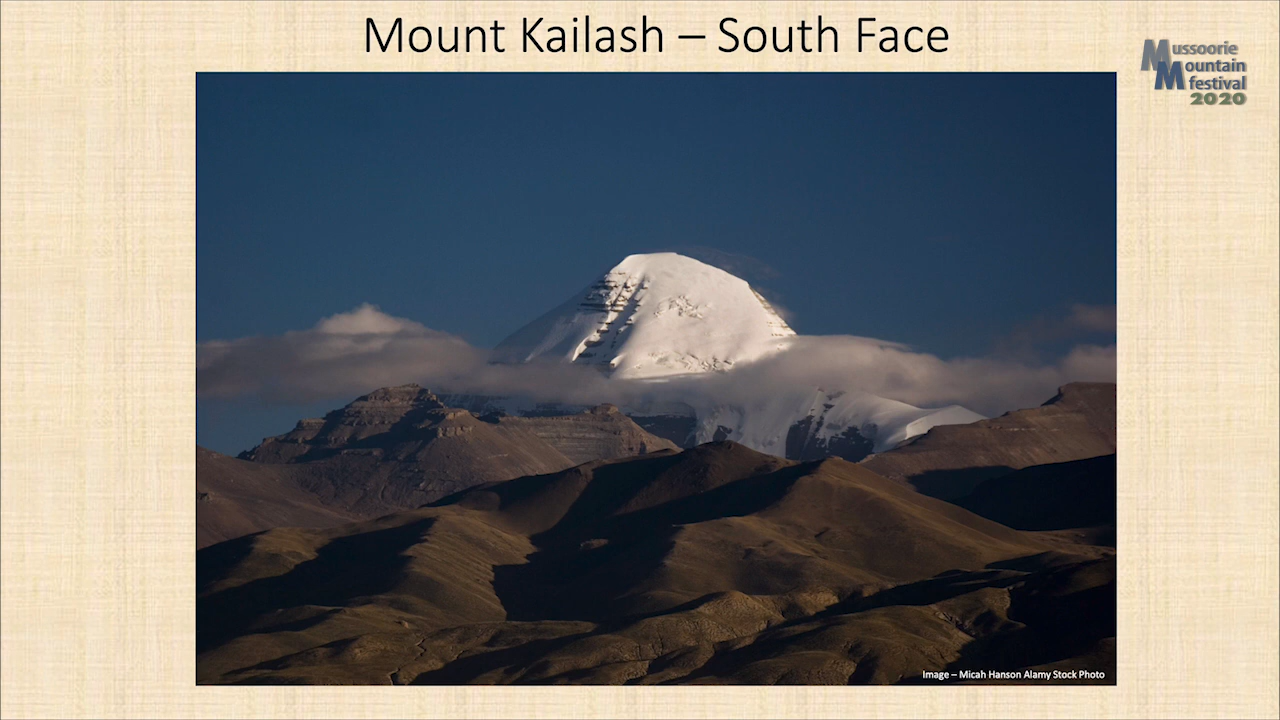 Mount Kailash – South Face
Mussoorie
Mountain
festival
2020
Image – Micah Hanson Alamy Stock Photo